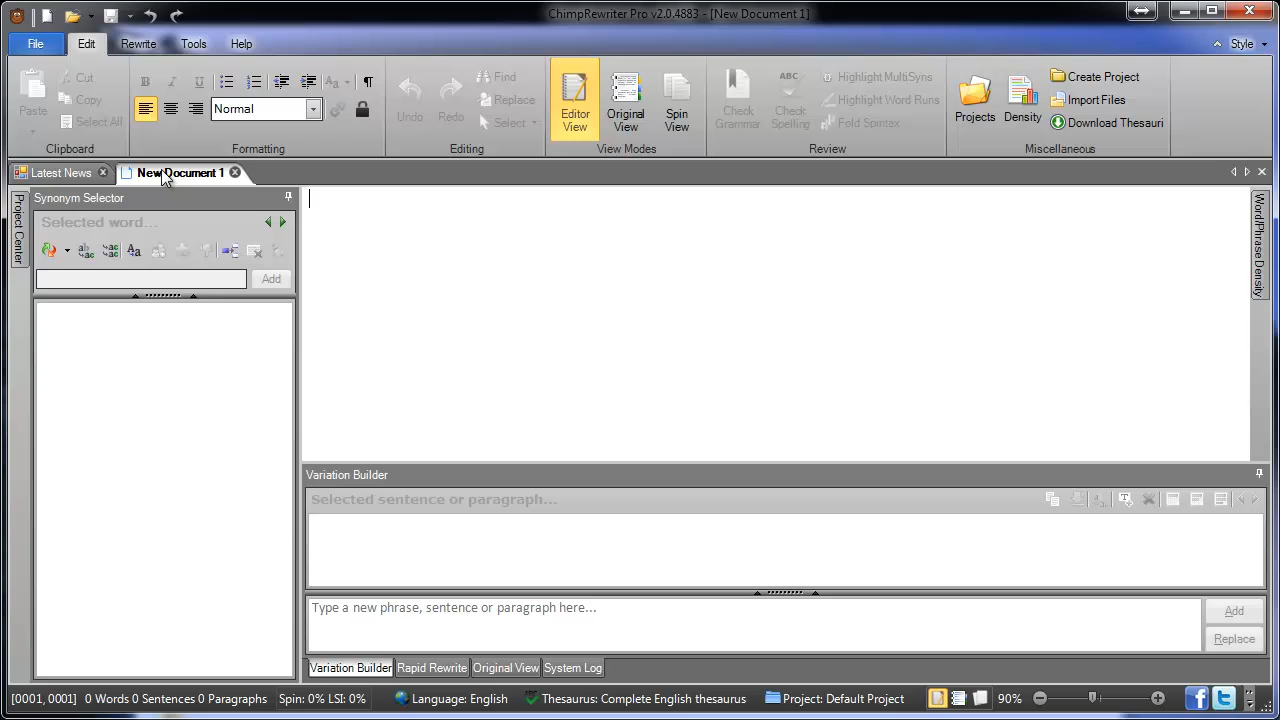 ChimpRewriter Pro v2.0.4883 - [New Document 1]
File Edit Rewrite Tools Help Style
Paste Cut Copy Select All Clipboard
B I U Aa Normal Formatting
Undo Redo Find Replace Select Editing
Editor View Original View Spin View View Modes
ABC Check Grammar Check Spelling Highlight MultiSyns Highlight Word Runs Fold Spintax Review
Projects Density Create Project Import Files Download Thesauri Miscellaneous
Latest News New Document 1
Project Center
Synonym Selector
Selected word...
Add
Word/Phrase Density
Variation Builder
Selected sentence or paragraph...
Type a new phrase, sentence or paragraph here...
Add
Replace
Variation Builder Rapid Rewrite Original View System Log
[0001, 0001] 0 Words 0 Sentences 0 Paragraphs Spin: 0% LSI: 0% Language: English Thesaurus: Complete English thesaurus Project: Default Project 90%